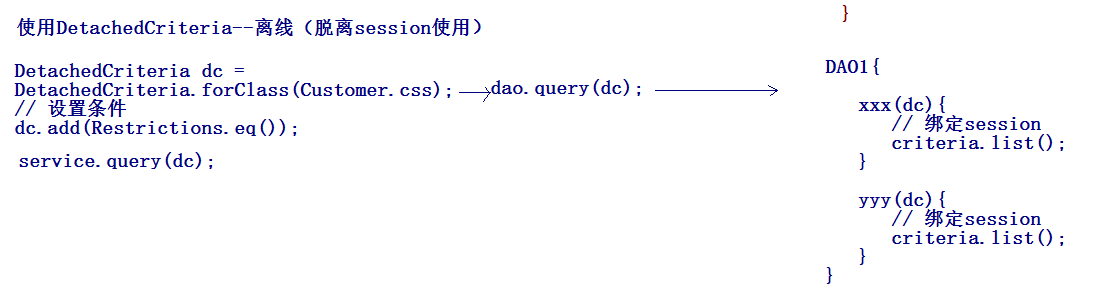 使用DetachedCriteria--离线（脱离session使用）
DetachedCriteria dc =
DetachedCriteria.forClass(Customer.css);
// 设置条件
dc.add(Restrictions.eq());
service.query(dc);
dao.query(dc);
}
DAO1{
xxx(dc){
// 绑定session
criteria.list();
}
yyy(dc){
// 绑定session
criteria.list();
}
}